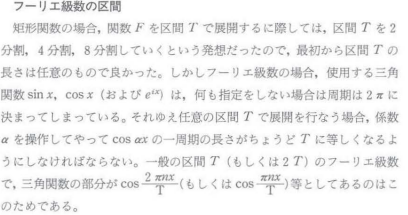 フーリエ級数の区間
矩形関数の場合，関数 F を区間 T で展開するに際しては，区間 T を2
分割，4分割，8分割していくという発想だったので，最初から区間 T の
長さは任意のもので良かった。しかしフーリエ級数の場合，使用する三角
関数 sin x，cos x（および e^{ix}）は，何も指定をしない場合は周期は 2π に
決まってしまっている。それゆえ任意の区間 T で展開を行なう場合，係数
α を操作してやって cos αx の一周期の長さがちょうど T に等しくなるよ
うにしなければならない。一般の区間 T（もしくは 2T）のフーリエ級数
で，三角関数の部分が cos 2πnx/T (もしくは cos πnx/T) 等としてあるのはこ
のためである。